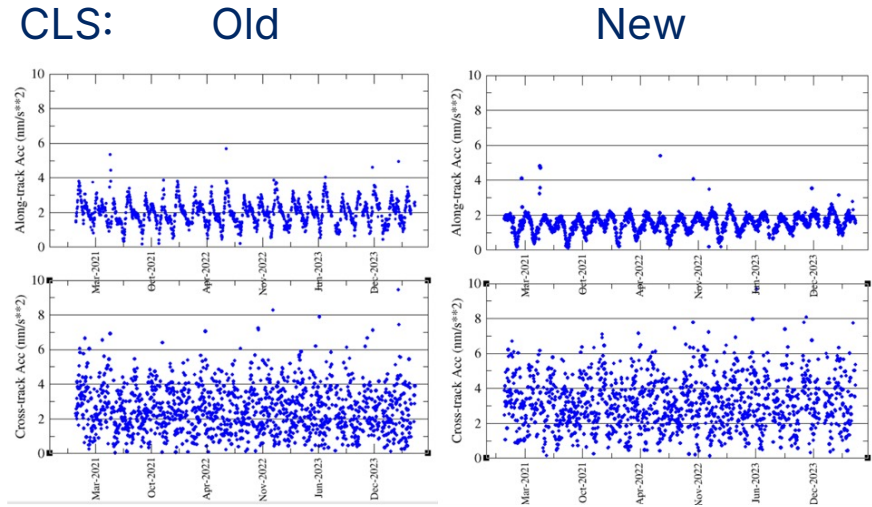 CLS: Old New
10
8
6
4
2
0
Along-track Acc (nm/s**2)
Mar-2021 Oct-2021 Apr-2022 Nov-2022 Jun-2023 Dec-2023
10
8
6
4
2
0
Cross-track Acc (nm/s**2)
Mar-2021 Oct-2021 Apr-2022 Nov-2022 Jun-2023 Dec-2023
10
8
6
4
2
0
Along-track Acc (nm/s**2)
Mar-2021 Oct-2021 Apr-2022 Nov-2022 Jun-2023 Dec-2023
10
8
6
4
2
0
Cross-track Acc (nm/s**2)
Mar-2021 Oct-2021 Apr-2022 Nov-2022 Jun-2023 Dec-2023